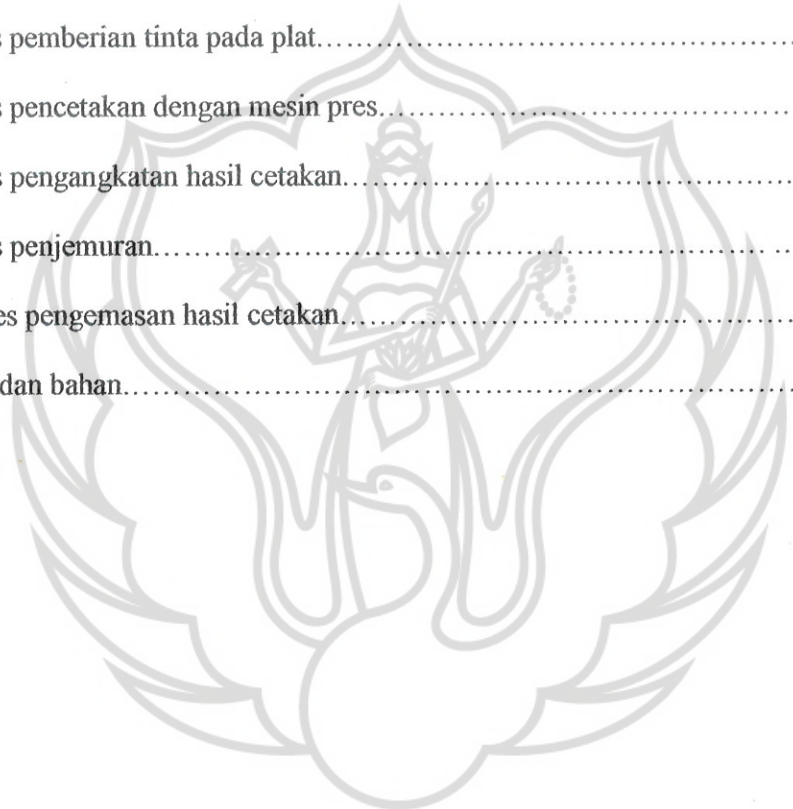 s pemberian tinta pada plat……………………………………………
s pencetakan dengan mesin pres……………………………………
s pengangkatan hasil cetakan…………………………………………
s penjemuran……………………………………………………………
es pengemasan hasil cetakan…………………………………………
dan bahan………………………………………………………………